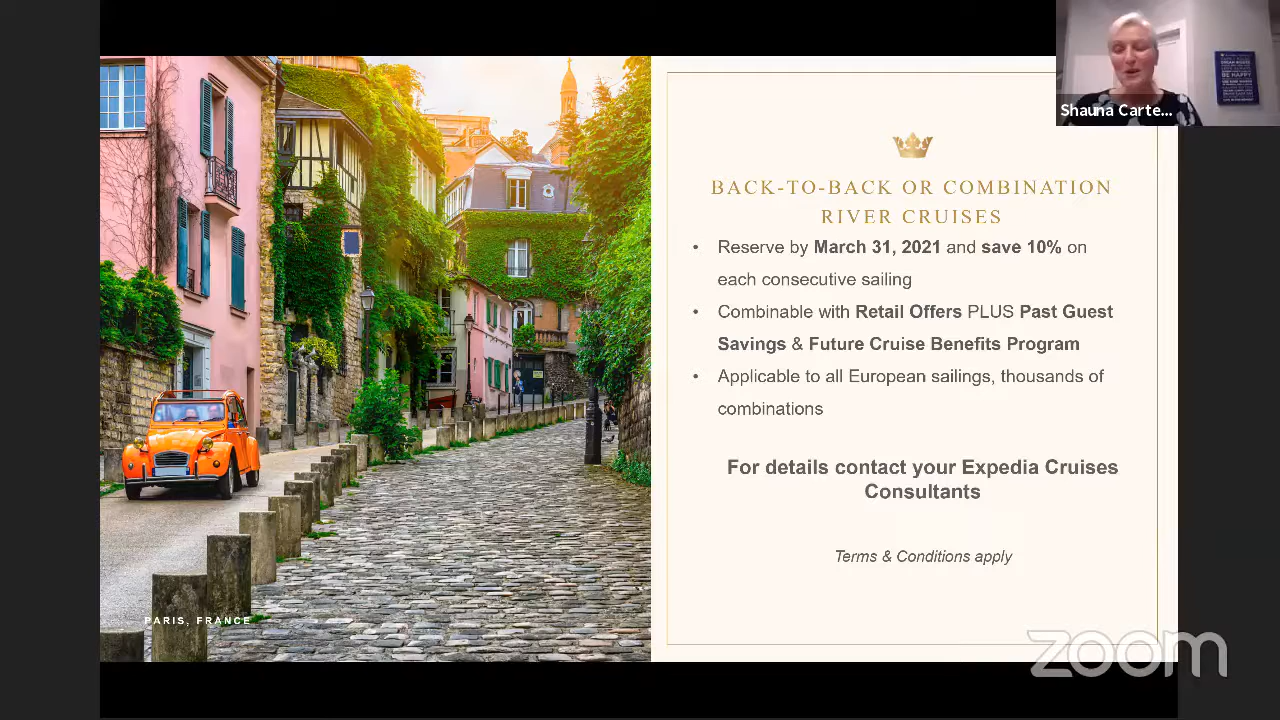 Shauna Carte...
BACK-TO-BACK OR COMBINATION
RIVER CRUISES
• Reserve by March 31, 2021 and save 10% on
each consecutive sailing
• Combinable with Retail Offers PLUS Past Guest
Savings & Future Cruise Benefits Program
• Applicable to all European sailings, thousands of
combinations
For details contact your Expedia Cruises
Consultants
Terms & Conditions apply
PARIS, FRANCE
zoom